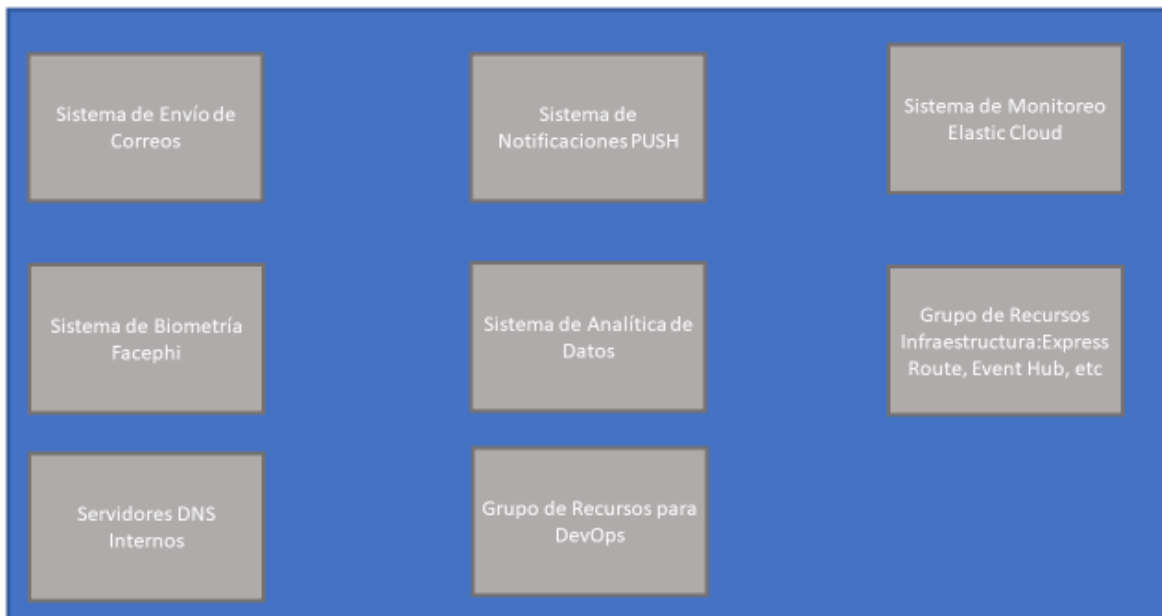 Sistema de Envío de
Correos
Sistema de
Notificaciones PUSH
Sistema de Monitoreo
Elastic Cloud
Sistema de Biometría
Facephi
Sistema de Analítica de
Datos
Grupo de Recursos
Infraestructura:Express
Route, Event Hub, etc
Servidores DNS
Internos
Grupo de Recursos para
DevOps